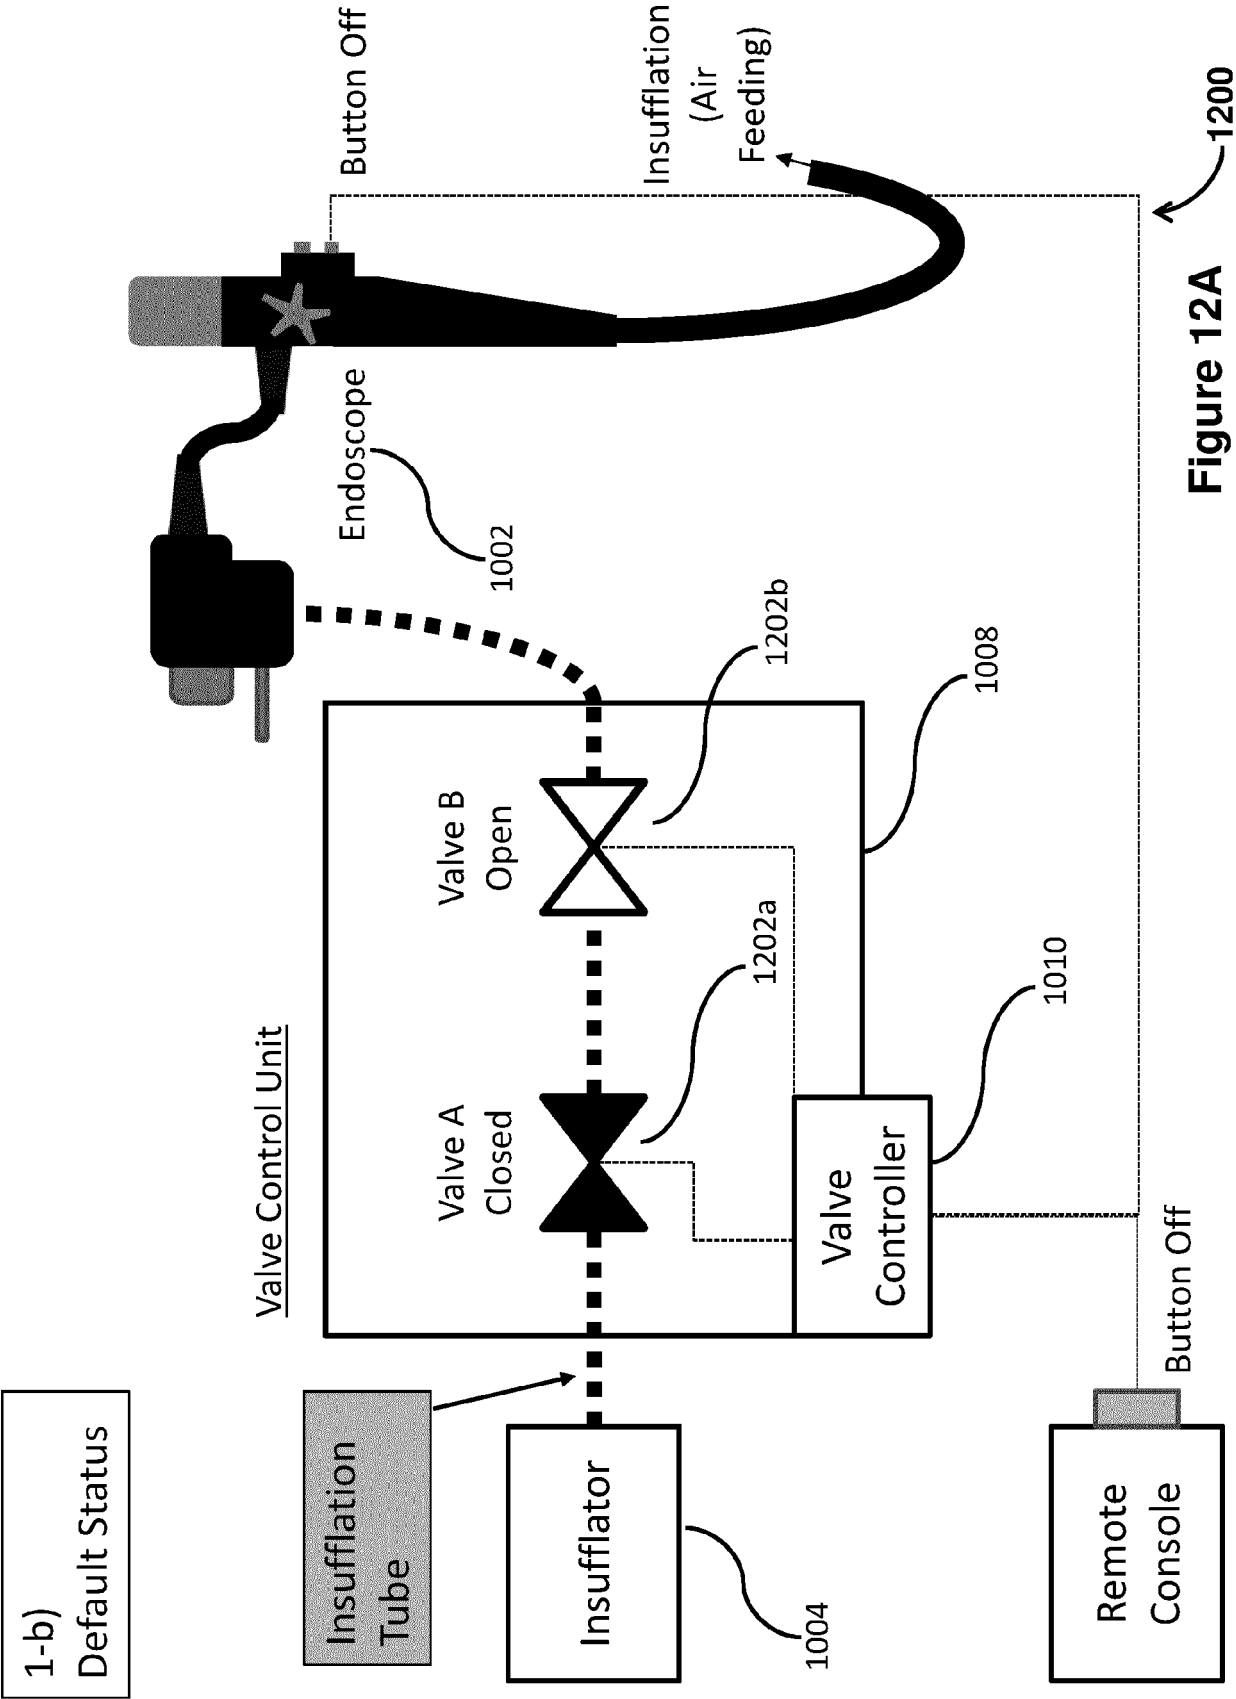 1-b)
Default Status
Insufflation
Tube
Valve Control Unit
Valve A
Closed
Valve B
Open
1202a
1202b
Insufflator
1004
Valve
Controller
1010
1008
Remote
Console
Button Off
Endoscope
1002
Button Off
Insufflation
(Air
Feeding)
1200
Figure 12A